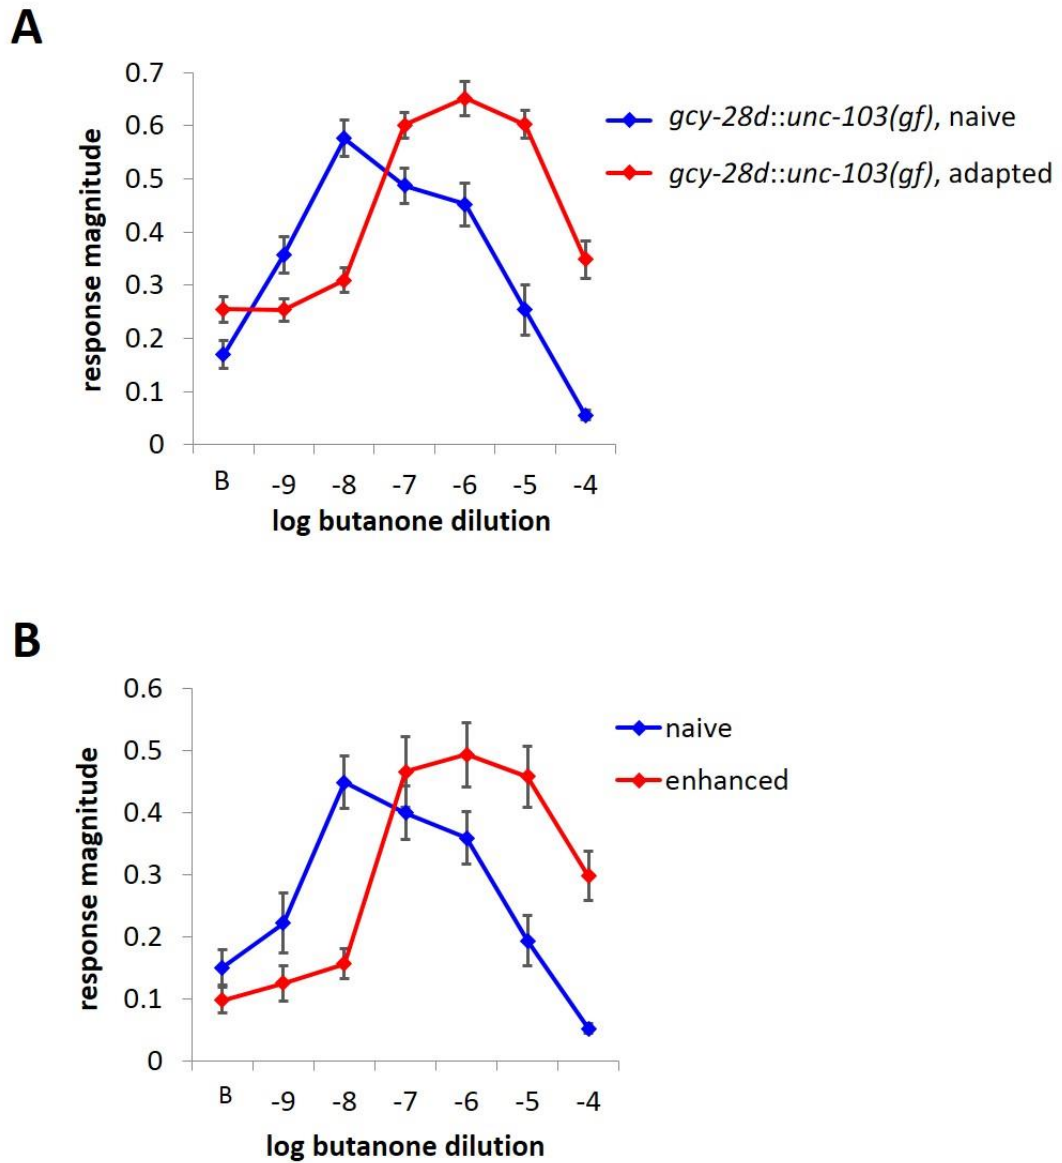 A
0.7
0.6
0.5
0.4
0.3
0.2
0.1
0
response magnitude
B -9 -8 -7 -6 -5 -4
log butanone dilution
gcy-28d::unc-103(gf), naive
gcy-28d::unc-103(gf), adapted
B
0.6
0.5
0.4
0.3
0.2
0.1
0
response magnitude
B -9 -8 -7 -6 -5 -4
log butanone dilution
naive
enhanced